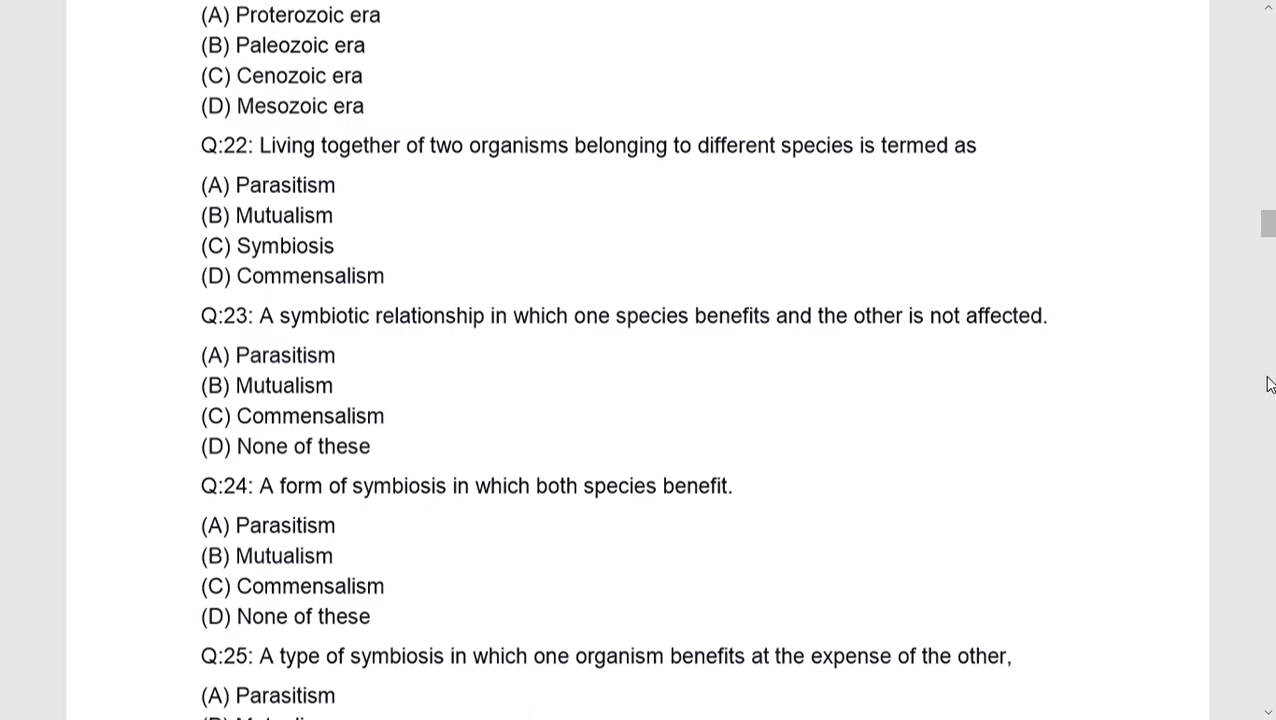 (A) Proterozoic era
(B) Paleozoic era
(C) Cenozoic era
(D) Mesozoic era
Q:22: Living together of two organisms belonging to different species is termed as
(A) Parasitism
(B) Mutualism
(C) Symbiosis
(D) Commensalism
Q:23: A symbiotic relationship in which one species benefits and the other is not affected.
(A) Parasitism
(B) Mutualism
(C) Commensalism
(D) None of these
Q:24: A form of symbiosis in which both species benefit.
(A) Parasitism
(B) Mutualism
(C) Commensalism
(D) None of these
Q:25: A type of symbiosis in which one organism benefits at the expense of the other,
(A) Parasitism